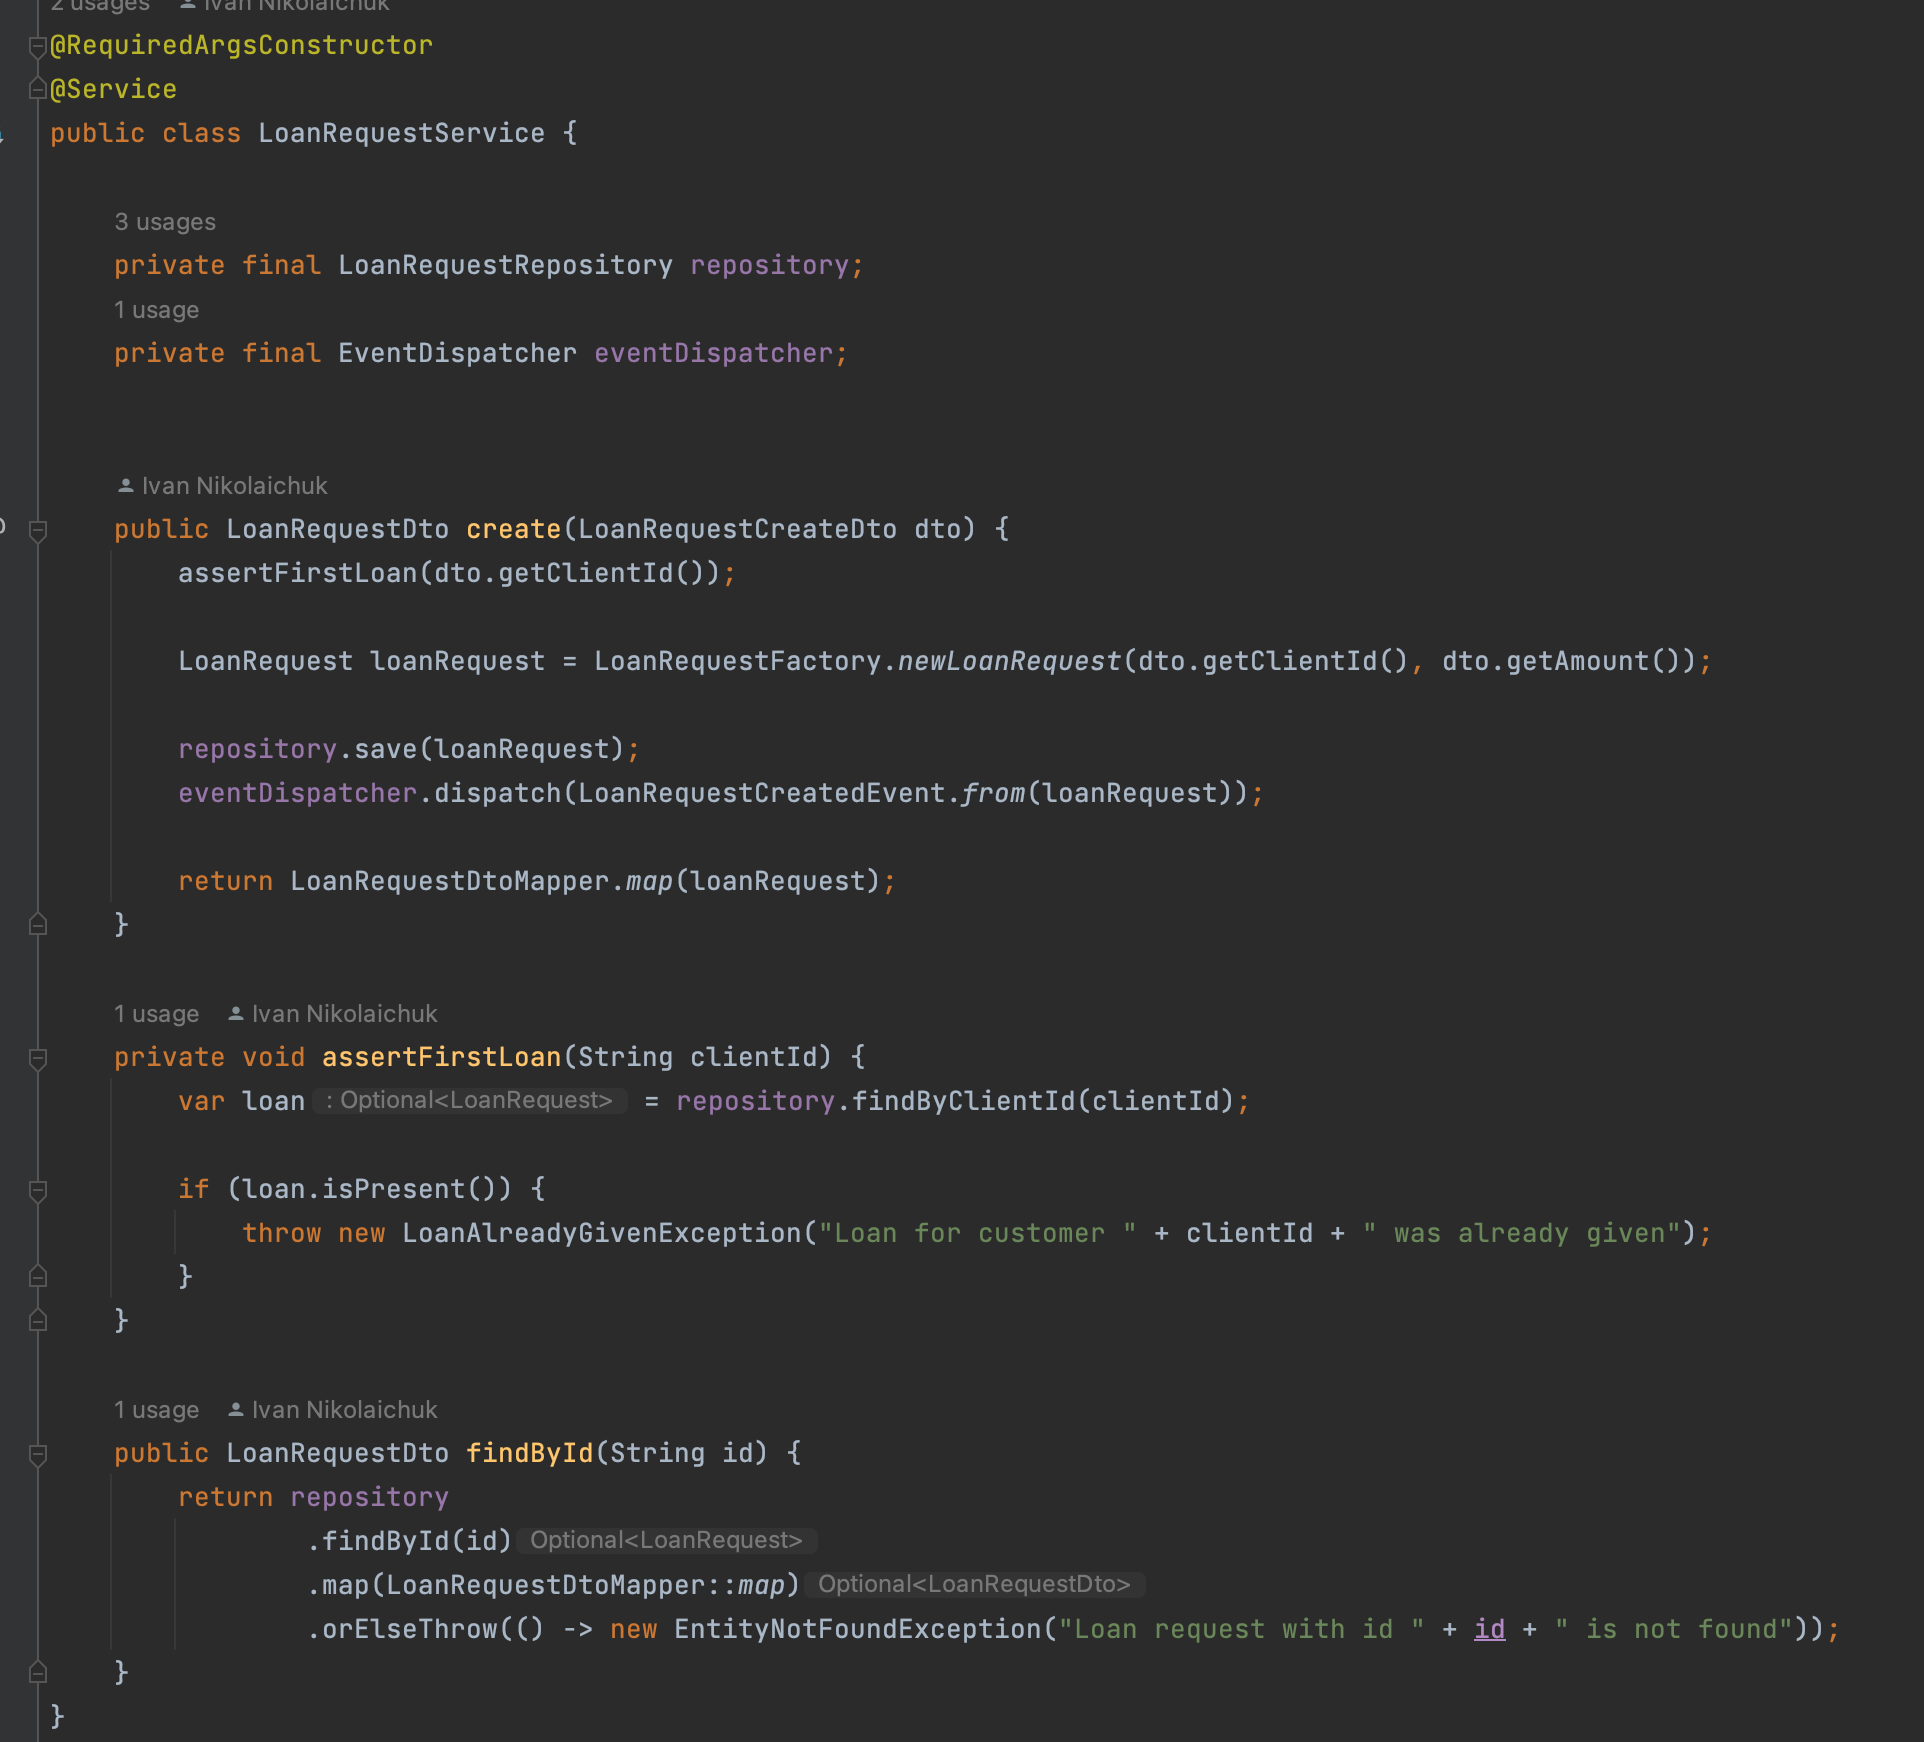 2 usages Ivan Nikolaichuk
@RequiredArgsConstructor
@Service
public class LoanRequestService {
3 usages
private final LoanRequestRepository repository;
1 usage
private final EventDispatcher eventDispatcher;
Ivan Nikolaichuk
public LoanRequestDto create(LoanRequestCreateDto dto) {
assertFirstLoan(dto.getClientId());
LoanRequest loanRequest = LoanRequestFactory.newLoanRequest(dto.getClientId(), dto.getAmount());
repository.save(loanRequest);
eventDispatcher.dispatch(LoanRequestCreatedEvent.from(loanRequest));
return LoanRequestDtoMapper.map(loanRequest);
}
1 usage Ivan Nikolaichuk
private void assertFirstLoan(String clientId) {
var loan : Optional<LoanRequest> = repository.findByClientId(clientId);
if (loan.isPresent()) {
throw new LoanAlreadyGivenException("Loan for customer " + clientId + " was already given");
}
}
1 usage Ivan Nikolaichuk
public LoanRequestDto findById(String id) {
return repository
.findById(id) Optional<LoanRequest>
.map(LoanRequestDtoMapper::map) Optional<LoanRequestDto>
.orElseThrow(() -> new EntityNotFoundException("Loan request with id " + id + " is not found"));
}
}